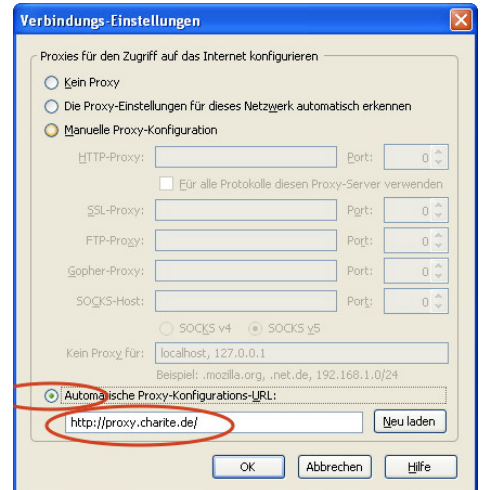 Verbindungs-Einstellungen
Proxies für den Zugriff auf das Internet konfigurieren
Kein Proxy
Die Proxy-Einstellungen für dieses Netzwerk automatisch erkennen
Manuelle Proxy-Konfiguration
HTTP-Proxy: Port: 0
Für alle Protokolle diesen Proxy-Server verwenden
SSL-Proxy: Port: 0
FTP-Proxy: Port: 0
Gopher-Proxy: Port: 0
SOCKS-Host: Port: 0
SOCKS v4 SOCKS v5
Kein Proxy für: localhost, 127.0.0.1
Beispiel: .mozilla.org, .net.de, 192.168.1.0/24
Automatische Proxy-Konfigurations-URL:
http://proxy.charite.de/ Neu laden
OK Abbrechen Hilfe